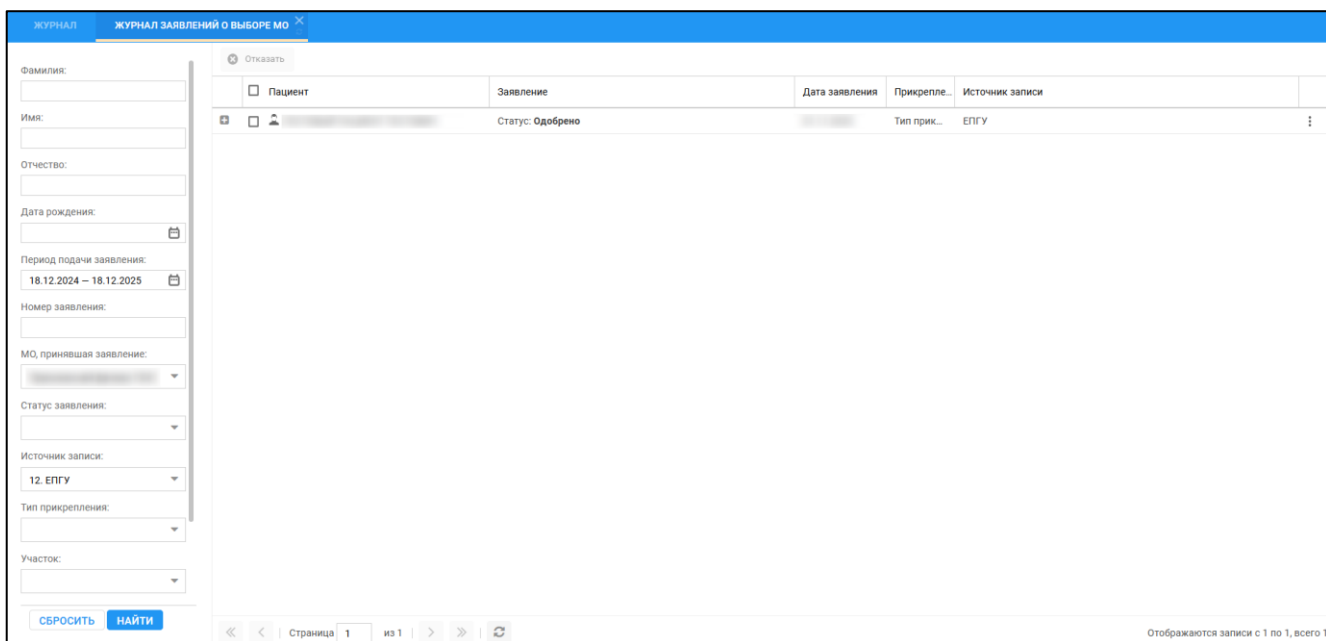 ЖУРНАЛ
ЖУРНАЛ ЗАЯВЛЕНИЙ О ВЫБОРЕ МО
Фамилия:
Имя:
Отчество:
Дата рождения:
Период подачи заявления:
18.12.2024 — 18.12.2025
Номер заявления:
МО, принявшая заявление:
Статус заявления:
Источник записи:
12. ЕПГУ
Тип прикрепления:
Участок:
СБРОСИТЬ НАЙТИ
Отказать
Пациент Заявление Дата заявления Прикрепле... Источник записи
Статус: Одобрено Тип прик... ЕПГУ
Страница 1 из 1
Отображаются записи с 1 по 1, всего 1